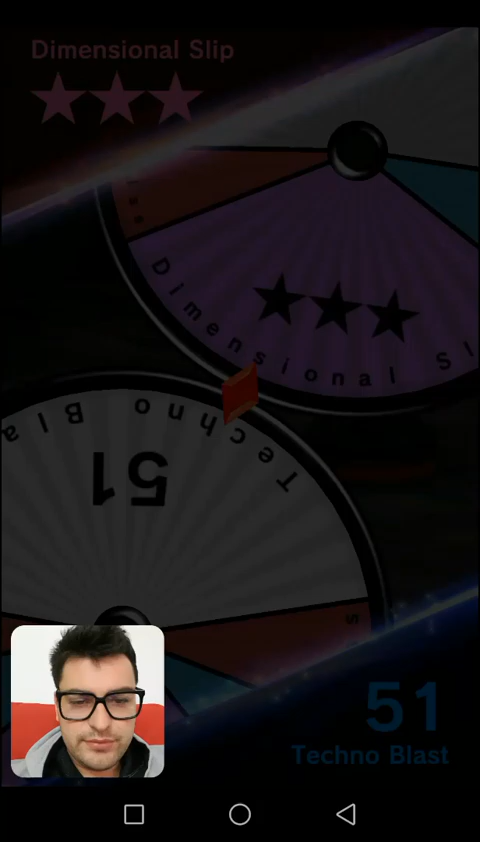 Dimensional Slip
Dimensional Sl
Techno Bla
51
51
Techno Blast